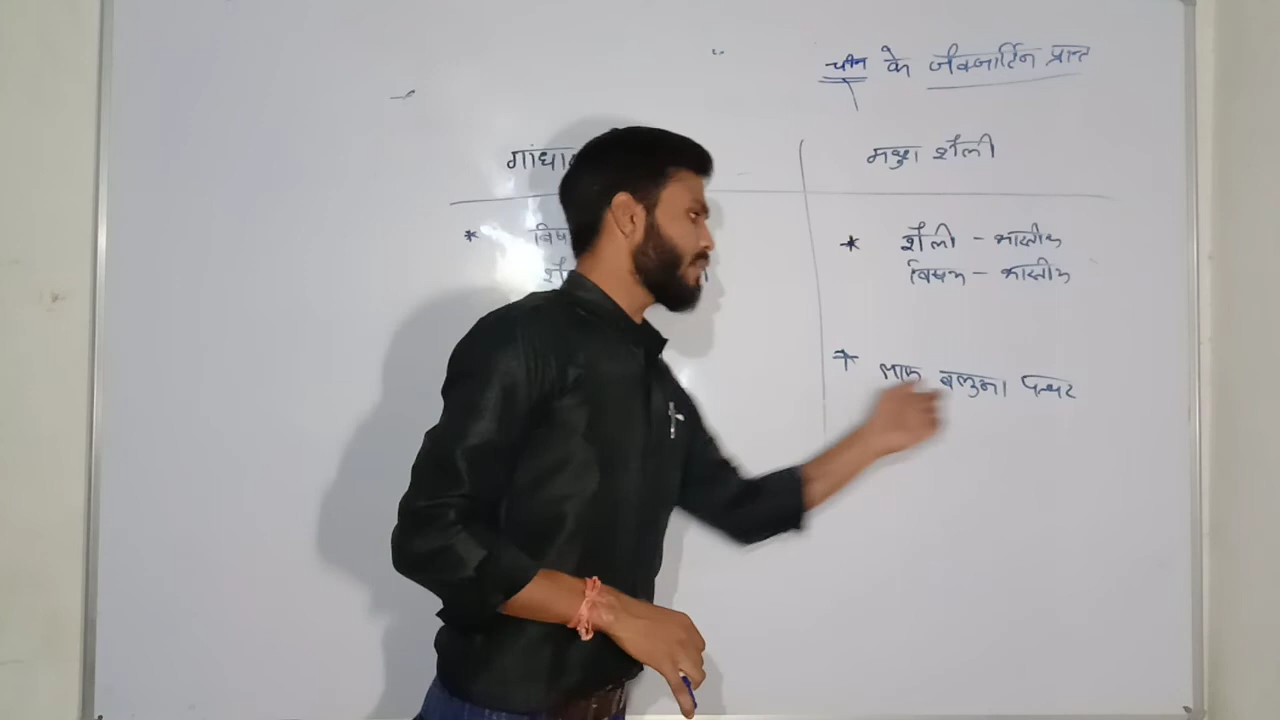 चीन के जैक्जार्टिन प्रान्त
गांधा
मथुरा शैली
* विष
शै
* शैली - भारतीय
विषय - भारतीय
* लाल बलुआ पत्थर